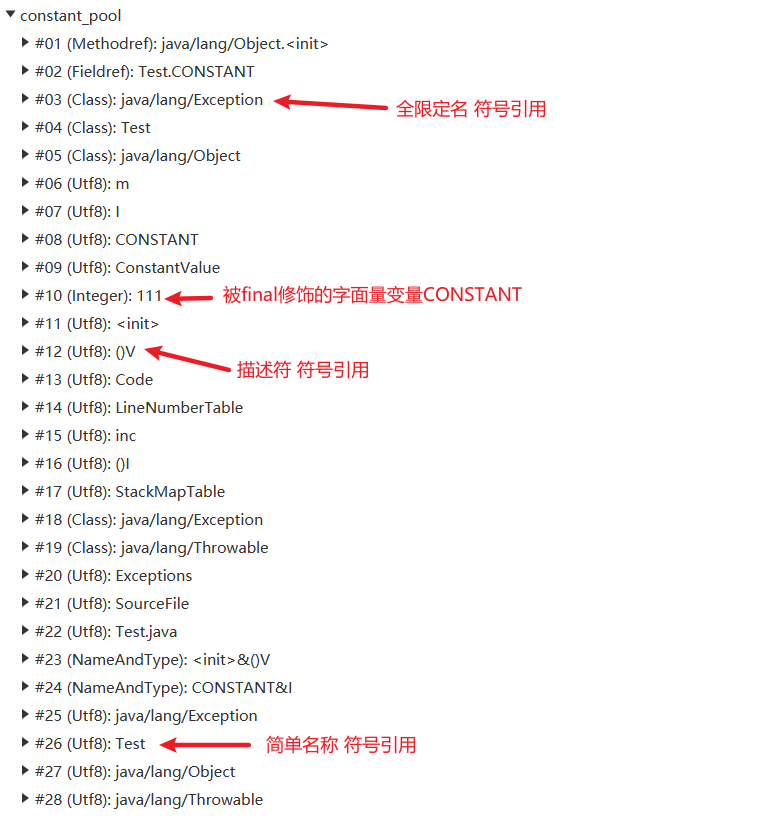 constant_pool
#01 (Methodref): java/lang/Object.<init>
#02 (Fieldref): Test.CONSTANT
#03 (Class): java/lang/Exception
全限定名 符号引用
#04 (Class): Test
#05 (Class): java/lang/Object
#06 (Utf8): m
#07 (Utf8): I
#08 (Utf8): CONSTANT
#09 (Utf8): ConstantValue
#10 (Integer): 111
被final修饰的字面量变量CONSTANT
#11 (Utf8): <init>
#12 (Utf8): ()V
描述符 符号引用
#13 (Utf8): Code
#14 (Utf8): LineNumberTable
#15 (Utf8): inc
#16 (Utf8): ()I
#17 (Utf8): StackMapTable
#18 (Class): java/lang/Exception
#19 (Class): java/lang/Throwable
#20 (Utf8): Exceptions
#21 (Utf8): SourceFile
#22 (Utf8): Test.java
#23 (NameAndType): <init>&()V
#24 (NameAndType): CONSTANT&I
#25 (Utf8): java/lang/Exception
#26 (Utf8): Test
简单名称 符号引用
#27 (Utf8): java/lang/Object
#28 (Utf8): java/lang/Throwable